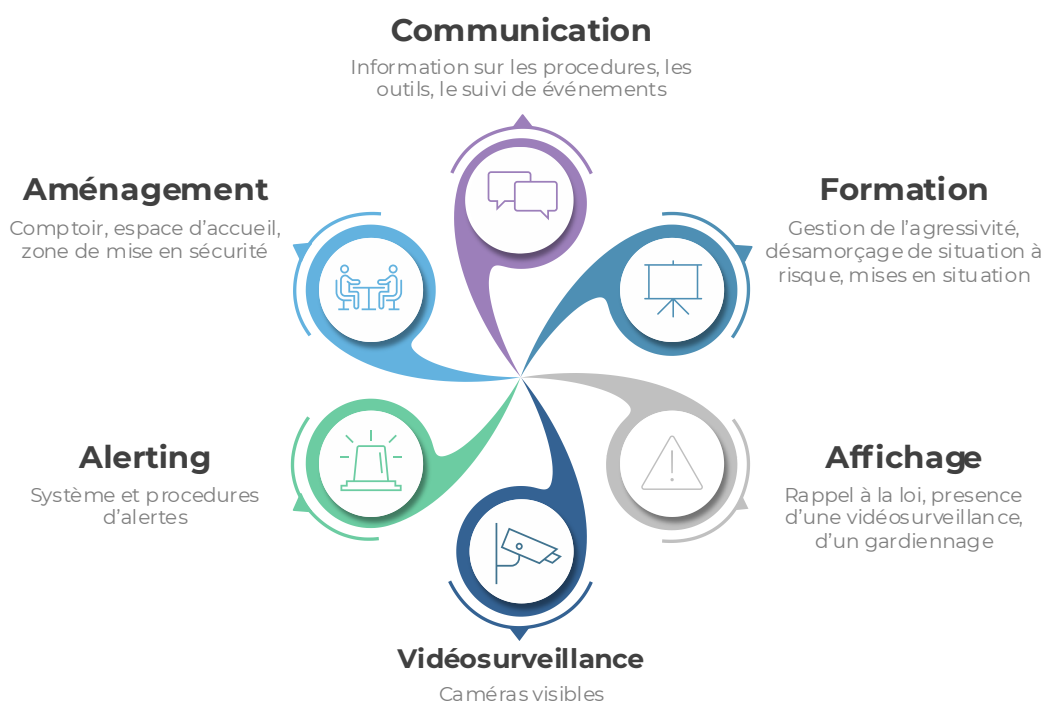 Communication
Information sur les procedures, les
outils, le suivi de événements
Aménagement
Comptoir, espace d’accueil,
zone de mise en sécurité
Formation
Gestion de l’agressivité,
désamorçage de situation à
risque, mises en situation
Alerting
Système et procedures
d’alertes
Affichage
Rappel à la loi, presence
d’une vidéosurveillance,
d’un gardiennage
Vidéosurveillance
Caméras visibles